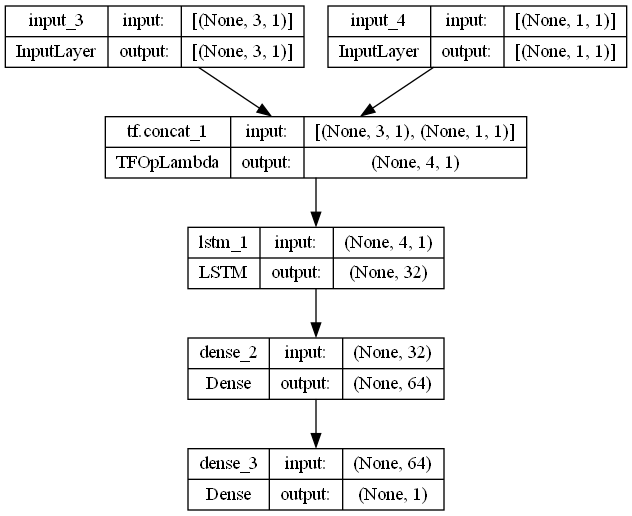 input_3 input: [(None, 3, 1)]
InputLayer output: [(None, 3, 1)]
input_4 input: [(None, 1, 1)]
InputLayer output: [(None, 1, 1)]
tf.concat_1 input: [(None, 3, 1), (None, 1, 1)]
TFOpLambda output: (None, 4, 1)
lstm_1 input: (None, 4, 1)
LSTM output: (None, 32)
dense_2 input: (None, 32)
Dense output: (None, 64)
dense_3 input: (None, 64)
Dense output: (None, 1)